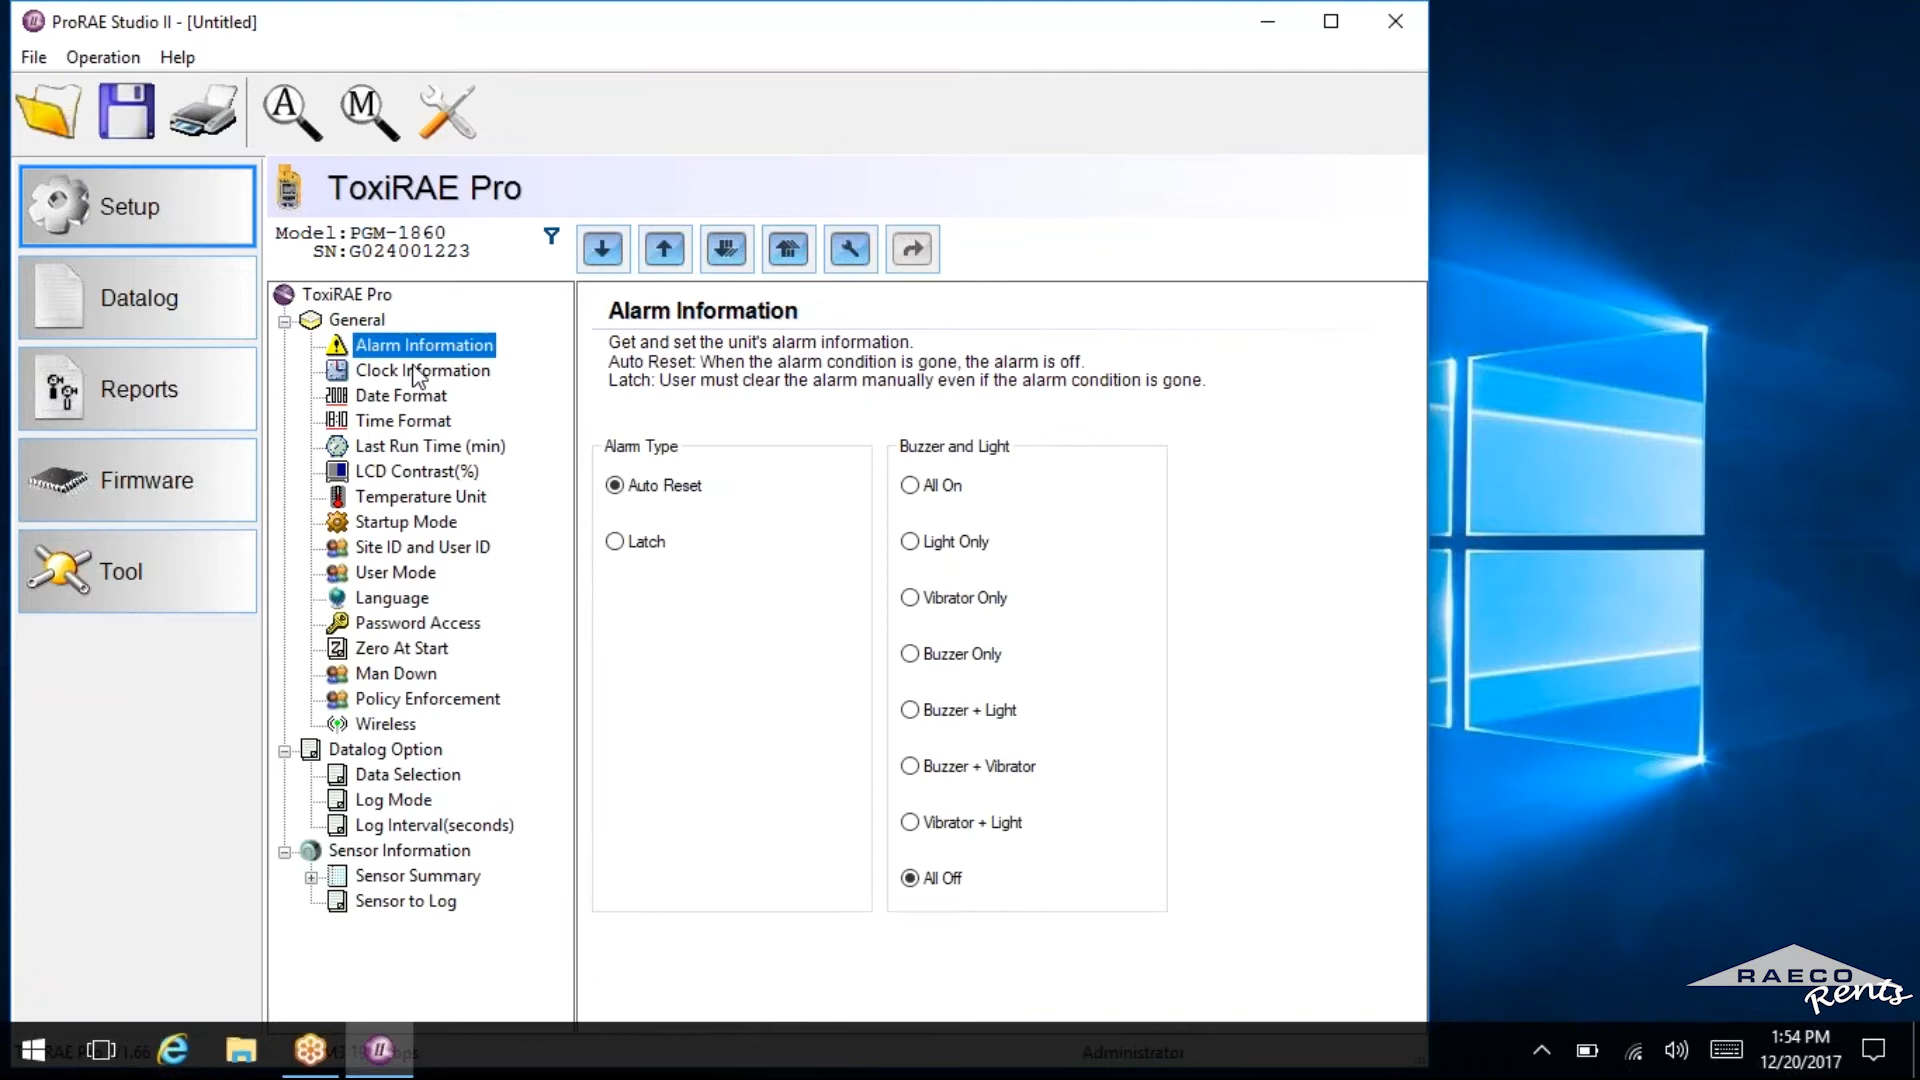 ProRAE Studio II - [Untitled]
File Operation Help
A M
Setup
Datalog
Reports
Firmware
Tool
ToxiRAE Pro
Model:PGM-1860
SN:G024001223
ToxiRAE Pro
General
Alarm Information
Clock Information
Date Format
Time Format
Last Run Time (min)
LCD Contrast(%)
Temperature Unit
Startup Mode
Site ID and User ID
User Mode
Language
Password Access
Zero At Start
Man Down
Policy Enforcement
Wireless
Datalog Option
Data Selection
Log Mode
Log Interval(seconds)
Sensor Information
Sensor Summary
Sensor to Log
Alarm Information
Get and set the unit's alarm information.
Auto Reset: When the alarm condition is gone, the alarm is off.
Latch: User must clear the alarm manually even if the alarm condition is gone.
Alarm Type
Auto Reset
Latch
Buzzer and Light
All On
Light Only
Vibrator Only
Buzzer Only
Buzzer + Light
Buzzer + Vibrator
Vibrator + Light
All Off
RAECO
Rents
Administrator
1:54 PM
12/20/2017